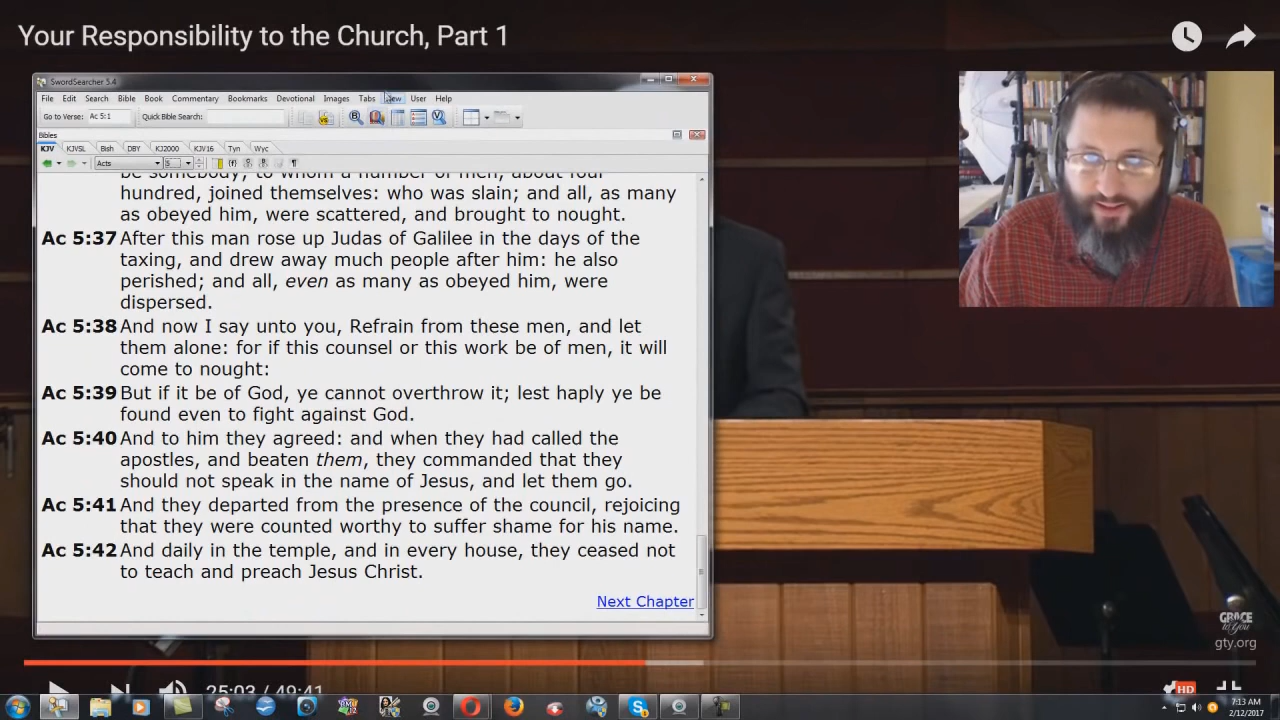 Your Responsibility to the Church, Part 1
SwordSearcher 5.4
File Edit Search Bible Book Commentary Bookmarks Devotional Images Tabs View User Help
Go to Verse: Ac 5:1 Quick Bible Search:
Bibles
KJV KJVSL Bish DBY KJ2000 KJV16 Tyn Wyc
Acts 5
be somebody; to whom a number of men, about four
hundred, joined themselves: who was slain; and all, as many
as obeyed him, were scattered, and brought to nought.
Ac 5:37 After this man rose up Judas of Galilee in the days of the
taxing, and drew away much people after him: he also
perished; and all, even as many as obeyed him, were
dispersed.
Ac 5:38 And now I say unto you, Refrain from these men, and let
them alone: for if this counsel or this work be of men, it will
come to nought:
Ac 5:39 But if it be of God, ye cannot overthrow it; lest haply ye be
found even to fight against God.
Ac 5:40 And to him they agreed: and when they had called the
apostles, and beaten them, they commanded that they
should not speak in the name of Jesus, and let them go.
Ac 5:41 And they departed from the presence of the council, rejoicing
that they were counted worthy to suffer shame for his name.
Ac 5:42 And daily in the temple, and in every house, they ceased not
to teach and preach Jesus Christ.
Next Chapter
GRACE
to You
gty.org
25:03 / 49:41
HD
7:13 AM
2/12/2017